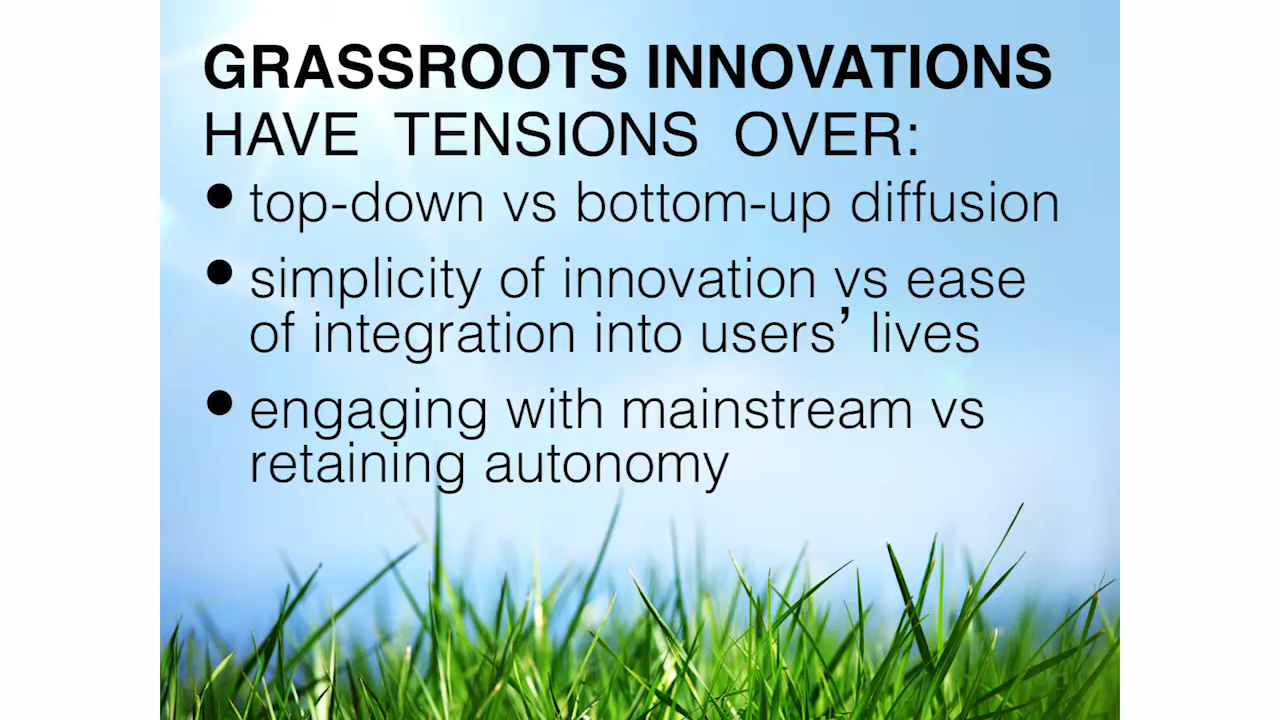 GRASSROOTS INNOVATIONS
HAVE TENSIONS OVER:
• top-down vs bottom-up diffusion
• simplicity of innovation vs ease
of integration into users’ lives
• engaging with mainstream vs
retaining autonomy